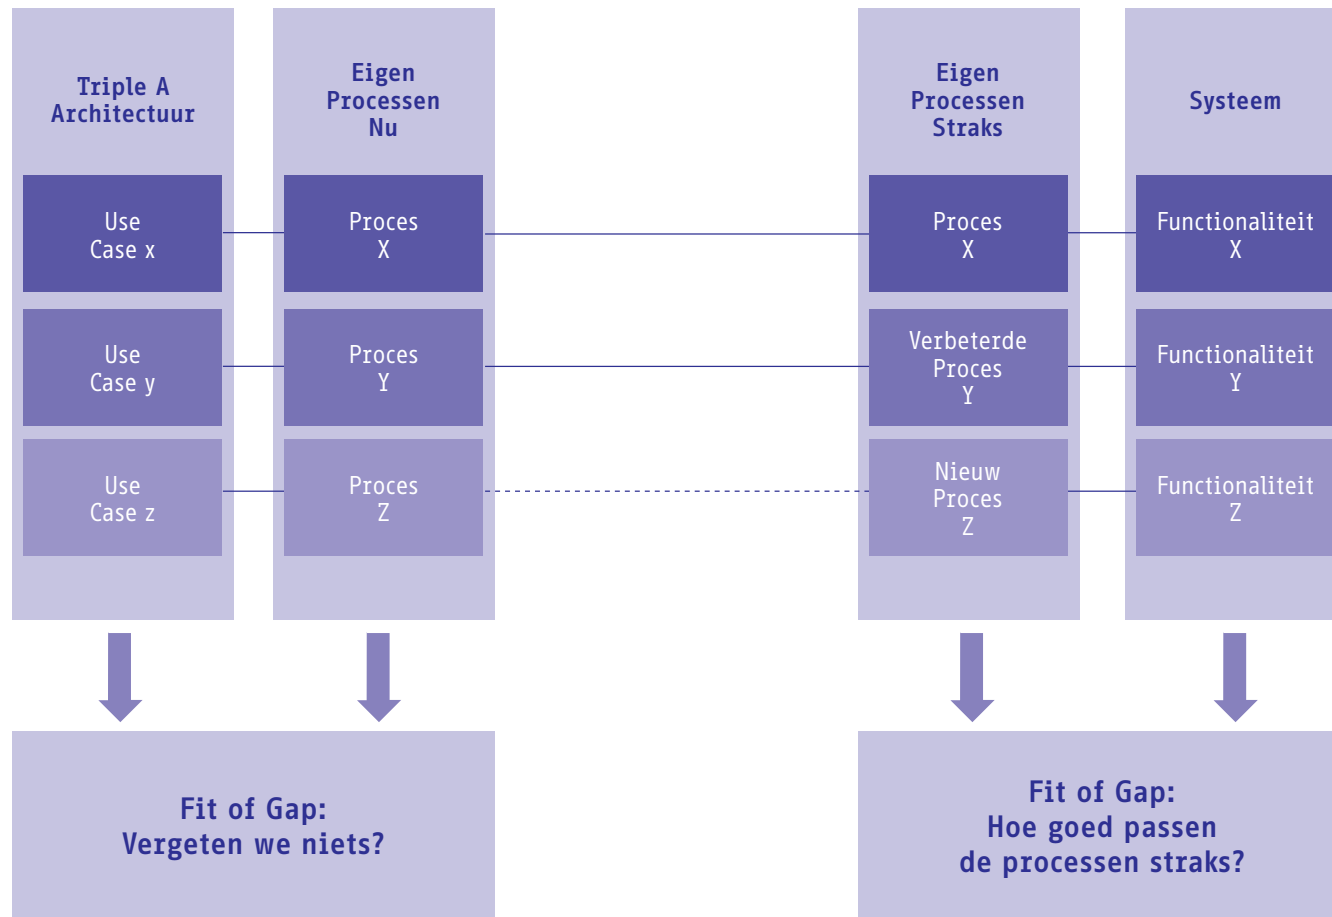 Triple A
Architectuur
Eigen
Processen
Nu
Eigen
Processen
Straks
Systeem
Use
Case x
Proces
X
Proces
X
Functionaliteit
X
Use
Case y
Proces
Y
Verbeterde
Proces
Y
Functionaliteit
Y
Use
Case z
Proces
Z
Nieuw
Proces
Z
Functionaliteit
Z
Fit of Gap:
Vergeten we niets?
Fit of Gap:
Hoe goed passen
de processen straks?